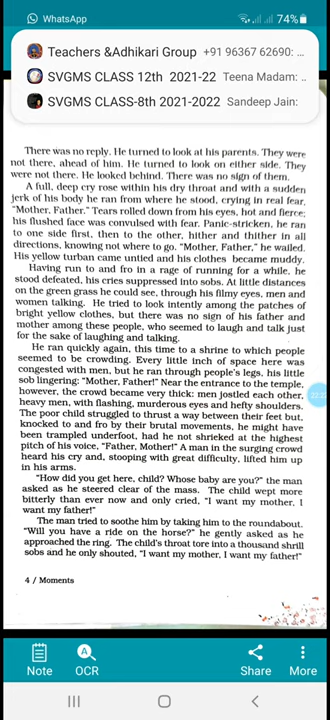 WhatsApp 74%
Teachers &Adhikari Group +91 96367 62690: ...
SVGMS CLASS 12th 2021-22 Teena Madam: ..
SVGMS CLASS-8th 2021-2022 Sandeep Jain:
There was no reply. He turned to look at his parents. They were
not there, ahead of him. He turned to look on either side. They
were not there. He looked behind. There was no sign of them.
A full, deep cry rose within his dry throat and with a sudden
jerk of his body he ran from where he stood, crying in real fear,
"Mother, Father." Tears rolled down from his eyes, hot and fierce;
his flushed face was convulsed with fear. Panic-stricken, he ran
to one side first, then to the other, hither and thither in all
directions, knowing not where to go. "Mother, Father," he wailed.
His yellow turban came untied and his clothes became muddy.
Having run to and fro in a rage of running for a while, he
stood defeated, his cries suppressed into sobs. At little distances
on the green grass he could see, through his filmy eyes, men and
women talking. He tried to look intently among the patches of
bright yellow clothes, but there was no sign of his father and
mother among these people, who seemed to laugh and talk just
for the sake of laughing and talking.
He ran quickly again, this time to a shrine to which people
seemed to be crowding. Every little inch of space here was
congested with men, but he ran through people's legs, his little
sob lingering: "Mother, Father!" Near the entrance to the temple,
however, the crowd became very thick: men jostled each other,
heavy men, with flashing, murderous eyes and hefty shoulders.
The poor child struggled to thrust a way between their feet but,
knocked to and fro by their brutal movements, he might have
been trampled underfoot, had he not shrieked at the highest
pitch of his voice, "Father, Mother!" A man in the surging crowd
heard his cry and, stooping with great difficulty, lifted him up
in his arms.
"How did you get here, child? Whose baby are you?" the man
asked as he steered clear of the mass. The child wept more
bitterly than ever now and only cried, "I want my mother, I
want my father!"
The man tried to soothe him by taking him to the roundabout.
"Will you have a ride on the horse?" he gently asked as he
approached the ring. The child's throat tore into a thousand shrill
sobs and he only shouted, "I want my mother, I want my father!"
4 / Moments
Note OCR Share More